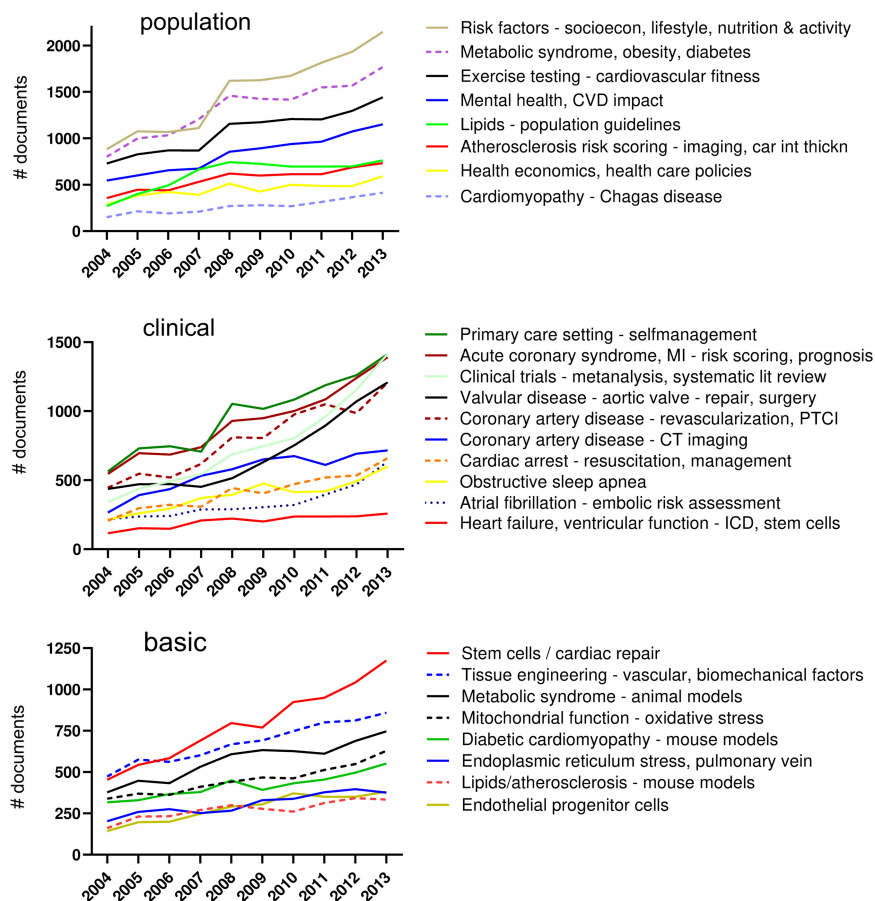 population
# documents
2000
1500
1000
500
0
2004 2005 2006 2007 2008 2009 2010 2011 2012 2013
Risk factors - socioecon, lifestyle, nutrition & activity
Metabolic syndrome, obesity, diabetes
Exercise testing - cardiovascular fitness
Mental health, CVD impact
Lipids - population guidelines
Atherosclerosis risk scoring - imaging, car int thickn
Health economics, health care policies
Cardiomyopathy - Chagas disease
clinical
# documents
1500
1000
500
0
2004 2005 2006 2007 2008 2009 2010 2011 2012 2013
Primary care setting - selfmanagement
Acute coronary syndrome, MI - risk scoring, prognosis
Clinical trials - metanalysis, systematic lit review
Valvular disease - aortic valve - repair, surgery
Coronary artery disease - revascularization, PTCI
Coronary artery disease - CT imaging
Cardiac arrest - resuscitation, management
Obstructive sleep apnea
Atrial fibrillation - embolic risk assessment
Heart failure, ventricular function - ICD, stem cells
basic
# documents
1250
1000
750
500
250
0
2004 2005 2006 2007 2008 2009 2010 2011 2012 2013
Stem cells / cardiac repair
Tissue engineering - vascular, biomechanical factors
Metabolic syndrome - animal models
Mitochondrial function - oxidative stress
Diabetic cardiomyopathy - mouse models
Endoplasmic reticulum stress, pulmonary vein
Lipids/atherosclerosis - mouse models
Endothelial progenitor cells